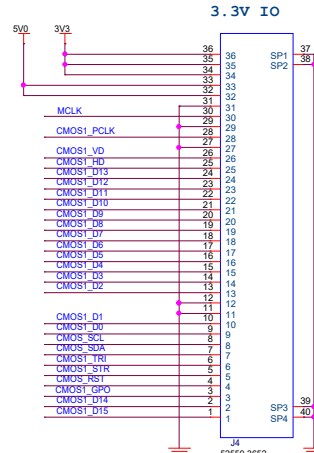 3.3V IO
5V0 3V3
36 36 SP1 37
35 35 SP2 38
34 34
33 33
32 32
31 31
MCLK 30 30
29 29
CMOS1_PCLK 28 28
27 27
CMOS1_VD 26 26
CMOS1_HD 25 25
CMOS1_D13 24 24
CMOS1_D12 23 23
CMOS1_D11 22 22
CMOS1_D10 21 21
CMOS1_D9 20 20
CMOS1_D8 19 19
CMOS1_D7 18 18
CMOS1_D6 17 17
CMOS1_D5 16 16
CMOS1_D4 15 15
CMOS1_D3 14 14
CMOS1_D2 13 13
12 12
11 11
CMOS1_D1 10 10
CMOS1_D0 9 9
CMOS_SCL 8 8
CMOS_SDA 7 7
CMOS1_TRI 6 6
CMOS1_STR 5 5
CMOS_RST 4 4
CMOS1_GPO 3 3
CMOS1_D14 2 2 SP3 39
CMOS1_D15 1 1 SP4 40
J4